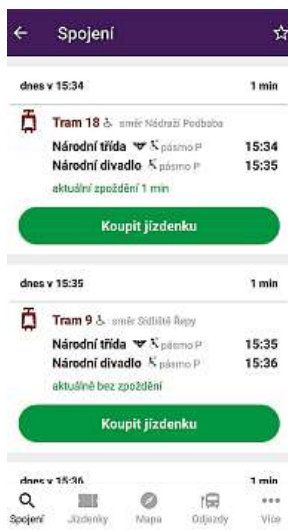 Spojení
dnes v 15:34 1 min
Tram 18 směr Nádraží Podbaba
Národní třída pásmo P 15:34
Národní divadlo pásmo P 15:35
aktuální zpoždění 1 min
Koupit jízdenku
dnes v 15:35 1 min
Tram 9 směr Sídliště Řepy
Národní třída pásmo P 15:35
Národní divadlo pásmo P 15:36
aktuálně bez zpoždění
Koupit jízdenku
dnes v 15:36 1 min
Spojení Jízdenky Mapa Odjezdy Více